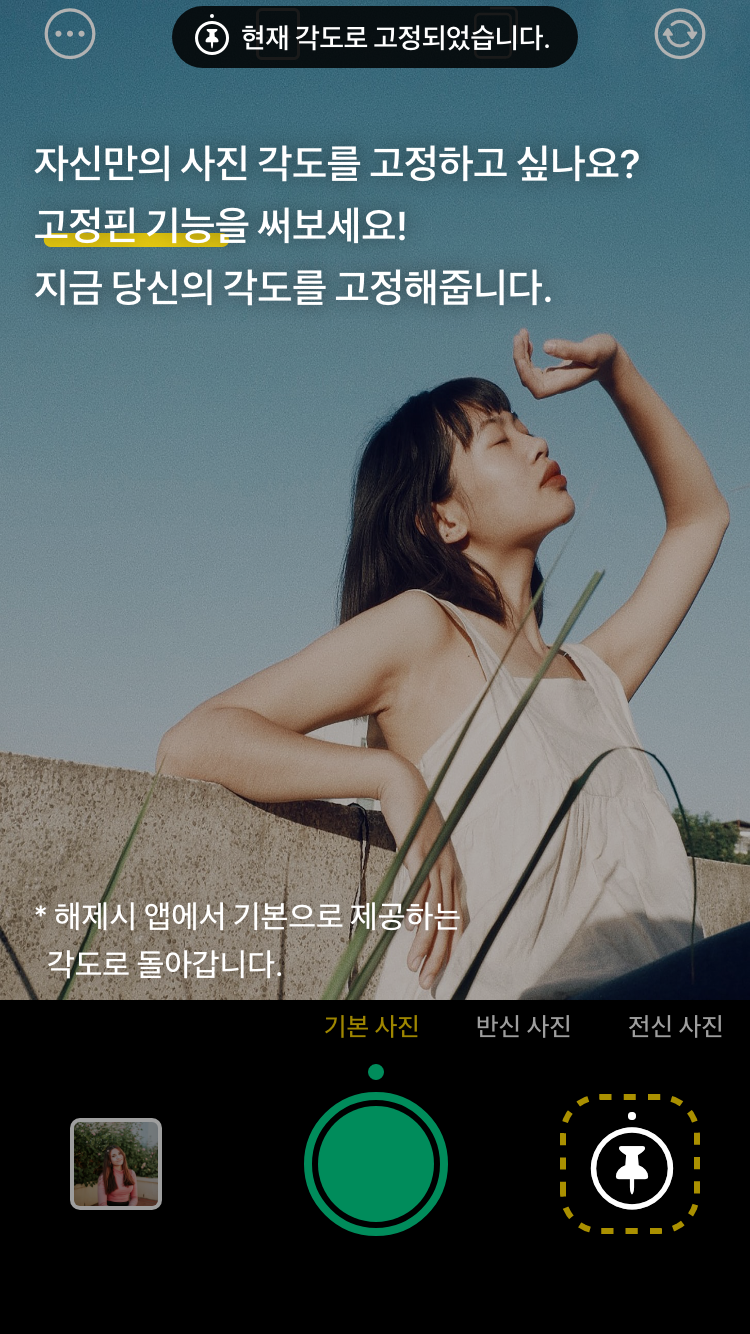 현재 각도로 고정되었습니다.
자신만의 사진 각도를 고정하고 싶나요?
고정핀 기능을 써보세요!
지금 당신의 각도를 고정해줍니다.
* 해제시 앱에서 기본으로 제공하는
각도로 돌아갑니다.
기본 사진 반신 사진 전신 사진